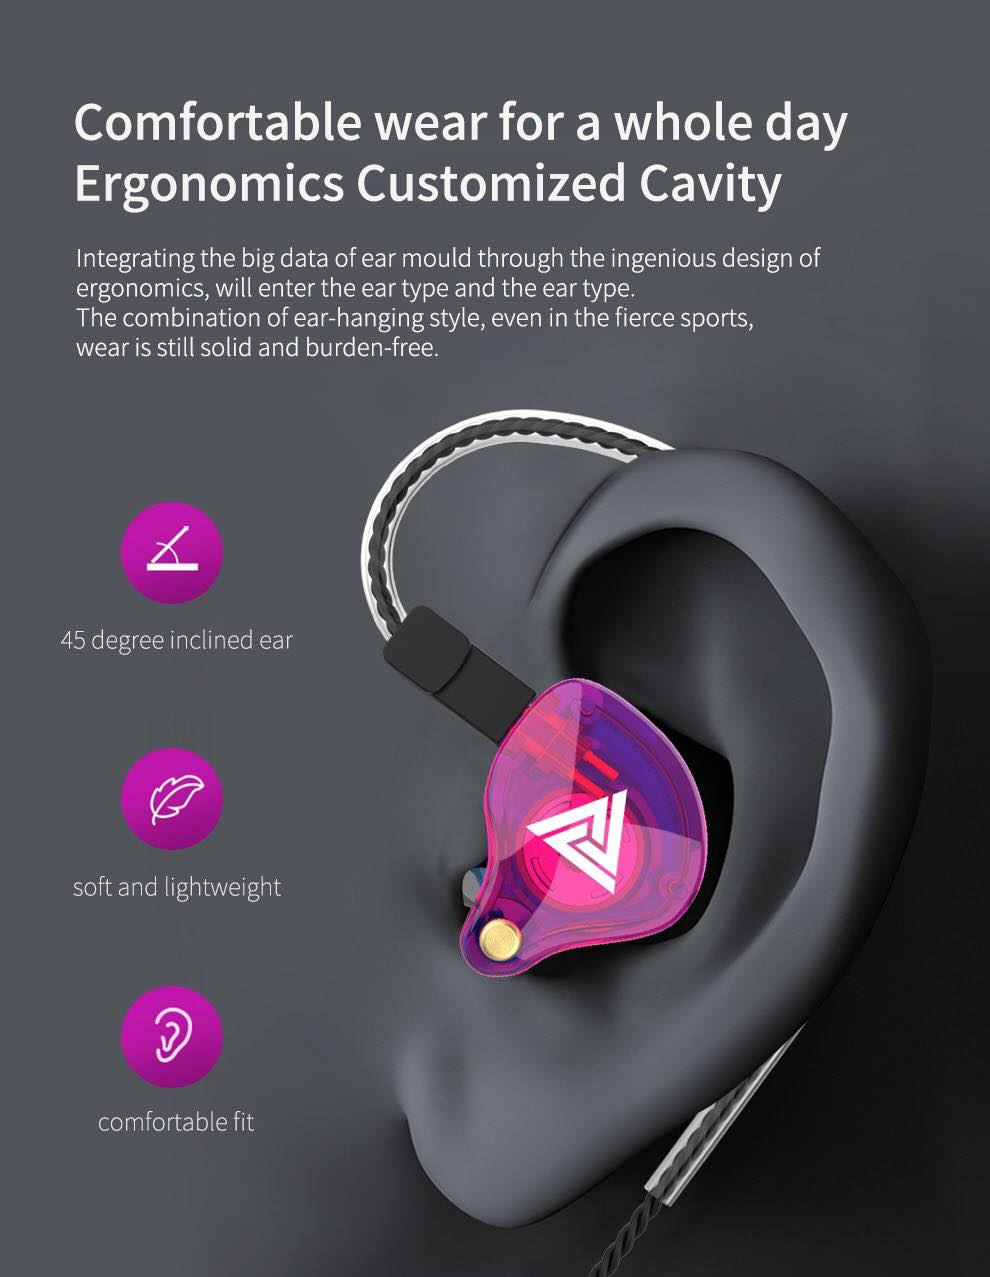 Comfortable wear for a whole day
Ergonomics Customized Cavity
Integrating the big data of ear mould through the ingenious design of
ergonomics, will enter the ear type and the ear type.
The combination of ear-hanging style, even in the fierce sports,
wear is still solid and burden-free.
45 degree inclined ear
soft and lightweight
comfortable fit